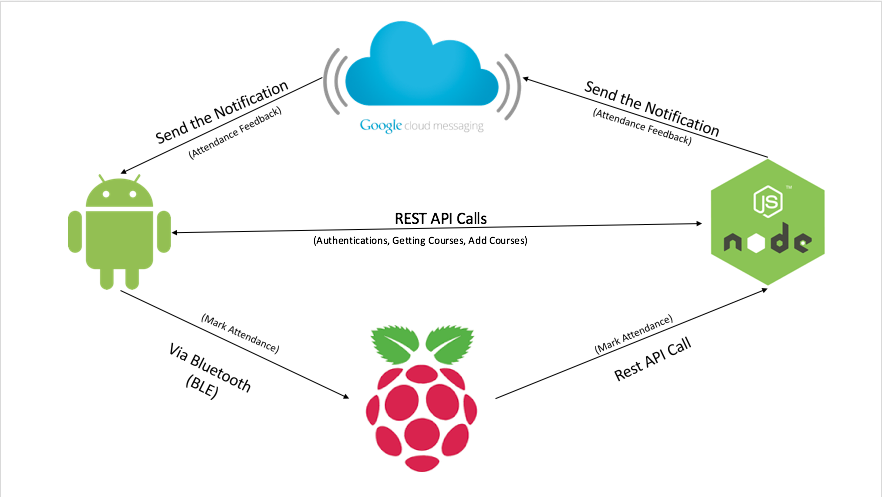 Google cloud messaging
Send the Notification
(Attendance Feedback)
Send the Notification
(Attendance Feedback)
JS
TM
node
REST API Calls
(Authentications, Getting Courses, Add Courses)
(Mark Attendance)
Via Bluetooth
(BLE)
(Mark Attendance)
Rest API Call